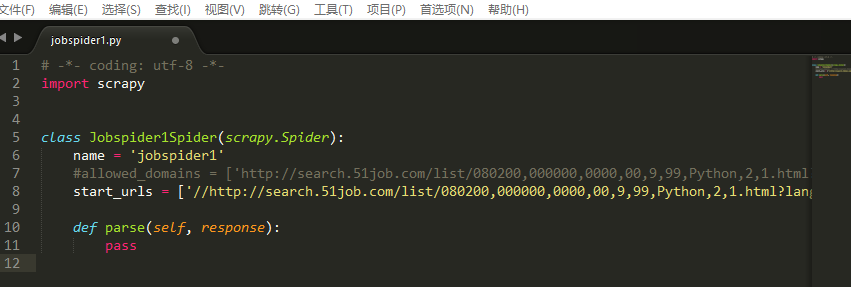 文件(F) 编辑(E) 选择(S) 查找(I) 视图(V) 跳转(G) 工具(T) 项目(P) 首选项(N) 帮助(H)
jobspider1.py
1 # -*- coding: utf-8 -*-
2 import scrapy
3
4
5 class Jobspider1Spider(scrapy.Spider):
6 name = 'jobspider1'
7 #allowed_domains = ['http://search.51job.com/list/080200,000000,0000,00,9,99,Python,2,1.html
8 start_urls = ['//http://search.51job.com/list/080200,000000,0000,00,9,99,Python,2,1.html?lang
9
10 def parse(self, response):
11 pass
12